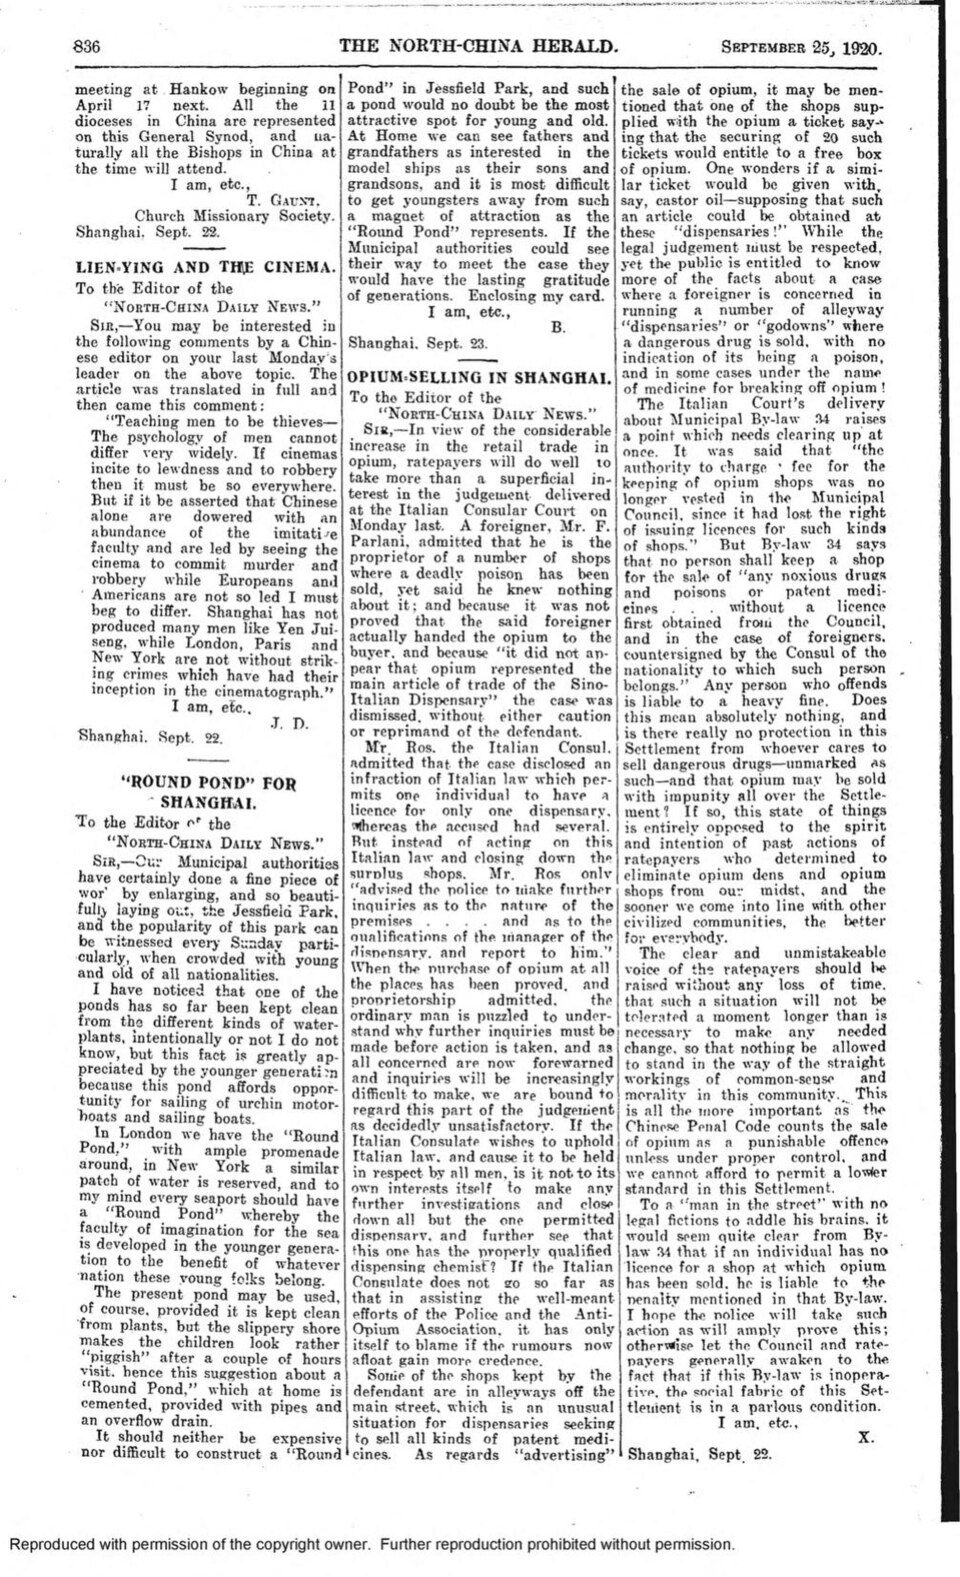 836
THE NORTH-CHINA HERALD.
SEPTEMBER 25, 1920.
meeting at Hankow beginning on
April 17 next. All the 11
dioceses in China are represented
on this General Synod, and na-
turally all the Bishops in China at
the time will attend.
I am, etc.,
T. GAUNT.
Church Missionary Society.
Shanghai. Sept. 22.
LIEN-YING AND THE CINEMA.
To the Editor of the
"NORTH-CHINA DAILY NEWS."
SIR,—You may be interested in
the following comments by a Chin-
ese editor on your last Monday's
leader on the above topic. The
article was translated in full and
then came this comment:
"Teaching men to be thieves—
The psychology of men cannot
differ very widely. If cinemas
incite to lewdness and to robbery
then it must be so everywhere.
But if it be asserted that Chinese
alone are dowered with an
abundance of the imitative
faculty and are led by seeing the
cinema to commit murder and
robbery while Europeans and
Americans are not so led I must
beg to differ. Shanghai has not
produced many men like Yen Jui-
seng, while London, Paris and
New York are not without strik-
ing crimes which have had their
inception in the cinematograph."
I am, etc.,
J. D.
Shanghai. Sept. 22.
"ROUND POND" FOR
SHANGHAI.
To the Editor of the
"NORTH-CHINA DAILY NEWS."
SIR,—Our Municipal authorities
have certainly done a fine piece of
wor' by enlarging, and so beauti-
fully laying out, the Jessfield Park,
and the popularity of this park can
be witnessed every Sunday parti-
cularly, when crowded with young
and old of all nationalities.
I have noticed that one of the
ponds has so far been kept clean
from the different kinds of water-
plants, intentionally or not I do not
know, but this fact is greatly ap-
preciated by the younger generation
because this pond affords oppor-
tunity for sailing of urchin motor-
boats and sailing boats.
In London we have the "Round
Pond," with ample promenade
around, in New York a similar
patch of water is reserved, and to
my mind every seaport should have
a "Round Pond" whereby the
faculty of imagination for the sea
is developed in the younger genera-
tion to the benefit of whatever
nation these young folks belong.
The present pond may be used,
of course, provided it is kept clean
from plants, but the slippery shore
makes the children look rather
"piggish" after a couple of hours
visit, hence this suggestion about a
"Round Pond," which at home is
cemented, provided with pipes and
an overflow drain.
It should neither be expensive
nor difficult to construct a "Round
Pond" in Jessfield Park, and such
a pond would no doubt be the most
attractive spot for young and old.
At Home we can see fathers and
grandfathers as interested in the
model ships as their sons and
grandsons, and it is most difficult
to get youngsters away from such
a magnet of attraction as the
"Round Pond" represents. If the
Municipal authorities could see
their way to meet the case they
would have the lasting gratitude
of generations. Enclosing my card.
I am, etc.,
B.
Shanghai. Sept. 23.
OPIUM-SELLING IN SHANGHAI.
To the Editor of the
"NORTH-CHINA DAILY NEWS."
SIR,—In view of the considerable
increase in the retail trade in
opium, ratepayers will do well to
take more than a superficial in-
terest in the judgement delivered
at the Italian Consular Court on
Monday last. A foreigner, Mr. F.
Parlani, admitted that he is the
proprietor of a number of shops
where a deadly poison has been
sold, yet said he knew nothing
about it; and because it was not
proved that the said foreigner
actually handed the opium to the
buyer, and because "it did not ap-
pear that opium represented the
main article of trade of the Sino-
Italian Dispensary" the case was
dismissed, without either caution
or reprimand of the defendant.
Mr. Ros. the Italian Consul,
admitted that the case disclosed an
infraction of Italian law which per-
mits one individual to have a
licence for only one dispensary,
whereas the accused had several.
But instead of acting on this
Italian law and closing down the
surplus shops, Mr. Ros only
"advised the police to make further
inquiries as to the nature of the
premises . . . . and as to the
qualifications of the manager of the
dispensary, and report to him."
When the purchase of opium at all
the places has been proved, and
proprietorship admitted, the
ordinary man is puzzled to under-
stand why further inquiries must be
made before action is taken, and as
all concerned are now forewarned
and inquiries will be increasingly
difficult to make, we are bound to
regard this part of the judgement
as decidedly unsatisfactory. If the
Italian Consulate wishes to uphold
Italian law, and cause it to be held
in respect by all men, is it not to its
own interests itself to make any
further investigations and close
down all but the one permitted
dispensary, and further see that
this one has the properly qualified
dispensing chemist? If the Italian
Consulate does not go so far as
that in assisting the well-meant
efforts of the Police and the Anti-
Opium Association, it has only
itself to blame if the rumours now
afloat gain more credence.
Some of the shops kept by the
defendant are in alleyways off the
main street, which is an unusual
situation for dispensaries seeking
to sell all kinds of patent medi-
cines. As regards "advertising"
the sale of opium, it may be men-
tioned that one of the shops sup-
plied with the opium a ticket say-
ing that the securing of 20 such
tickets would entitle to a free box
of opium. One wonders if a simi-
lar ticket would be given with,
say, castor oil—supposing that such
an article could be obtained at
these "dispensaries!" While the
legal judgement must be respected,
yet the public is entitled to know
more of the facts about a case
where a foreigner is concerned in
running a number of alleyway
"dispensaries" or "godowns" where
a dangerous drug is sold, with no
indication of its being a poison,
and in some cases under the name
of medicine for breaking off opium!
The Italian Court's delivery
about Municipal By-law 34 raises
a point which needs clearing up at
once. It was said that "the
authority to charge fee for the
keeping of opium shops was no
longer vested in the Municipal
Council, since it had lost the right
of issuing licences for such kinds
of shops." But By-law 34 says
that no person shall keep a shop
for the sale of "any noxious drugs
and poisons or patent medi-
cines . . . without a licence
first obtained from the Council,
and in the case of foreigners,
countersigned by the Consul of the
nationality to which such person
belongs." Any person who offends
is liable to a heavy fine. Does
this mean absolutely nothing, and
is there really no protection in this
Settlement from whoever cares to
sell dangerous drugs—unmarked as
such—and that opium may be sold
with impunity all over the Settle-
ment? If so, this state of things
is entirely opposed to the spirit
and intention of past actions of
ratepayers who determined to
eliminate opium dens and opium
shops from our midst, and the
sooner we come into line with other
civilized communities, the better
for everybody.
The clear and unmistakeable
voice of the ratepayers should be
raised without any loss of time,
that such a situation will not be
tolerated a moment longer than is
necessary to make any needed
change, so that nothing be allowed
to stand in the way of the straight
workings of common-sense and
morality in this community. This
is all the more important as the
Chinese Penal Code counts the sale
of opium as a punishable offence
unless under proper control, and
we cannot afford to permit a lower
standard in this Settlement.
To a "man in the street" with no
legal fictions to addle his brains, it
would seem quite clear from By-
law 34 that if an individual has no
licence for a shop at which opium
has been sold, he is liable to the
penalty mentioned in that By-law.
I hope the police will take such
action as will amply prove this;
otherwise let the Council and rate-
payers generally awaken to the
fact that if this By-law is inopera-
tive, the social fabric of this Set-
tlement is in a parlous condition.
I am, etc.,
X.
Shanghai, Sept. 22.
Reproduced with permission of the copyright owner. Further reproduction prohibited without permission.